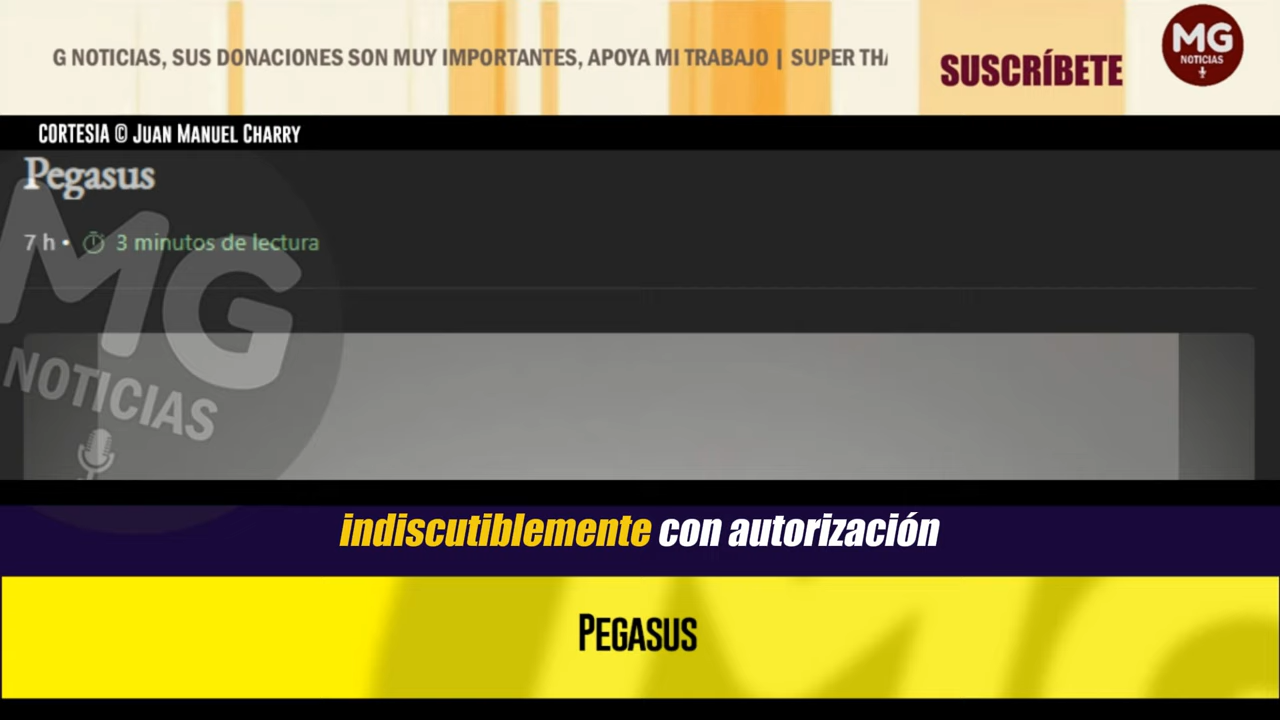 G NOTICIAS, SUS DONACIONES SON MUY IMPORTANTES, APOYA MI TRABAJO | SUPER
SUSCRÍBETE
MG
NOTICIAS
CORTESIA © JUAN MANUEL CHARRY
Pegasus
7 h • 3 minutos de lectura
MG
NOTICIAS
indiscutiblemente con autorización
PEGASUS